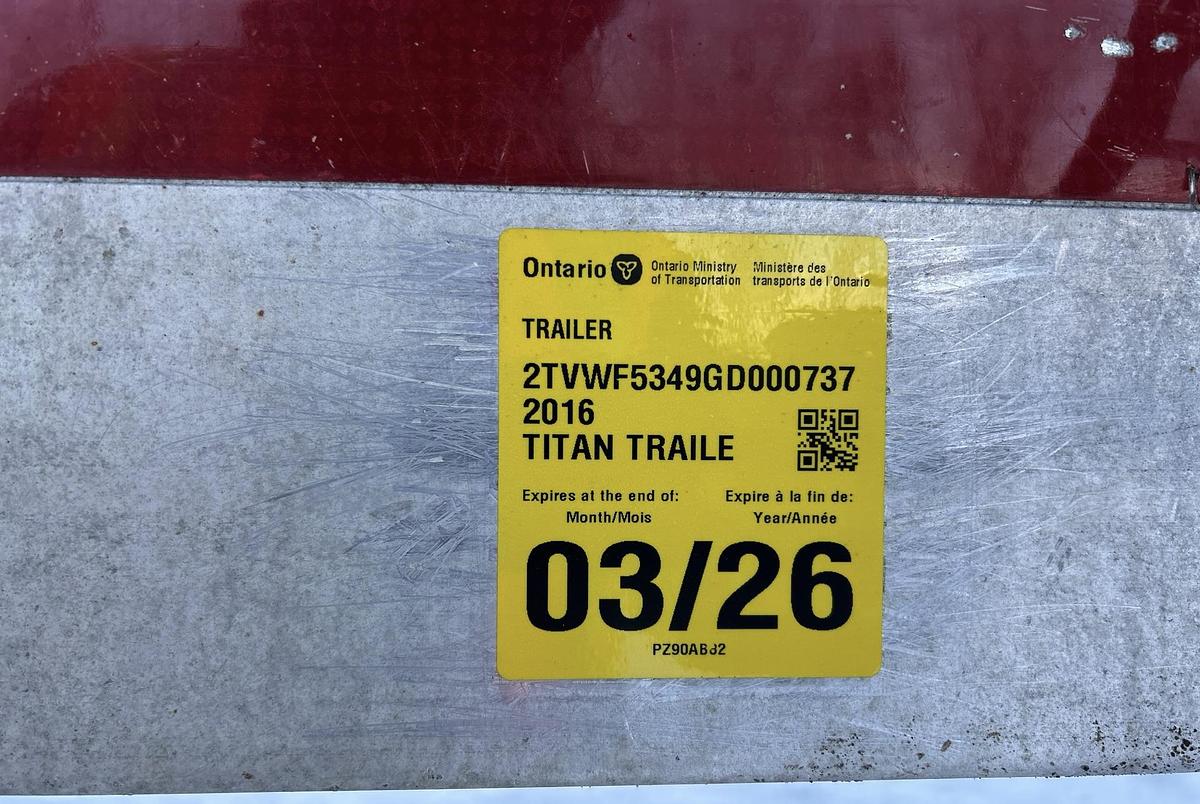 Ontario
Ontario Ministry
of Transportation
Ministère des
transports de l'Ontario
TRAILER
2TVWF5349GD000737
2016
TITAN TRAILE
Expires at the end of:
Month/Mois
Expire à la fin de:
Year/Année
03/26